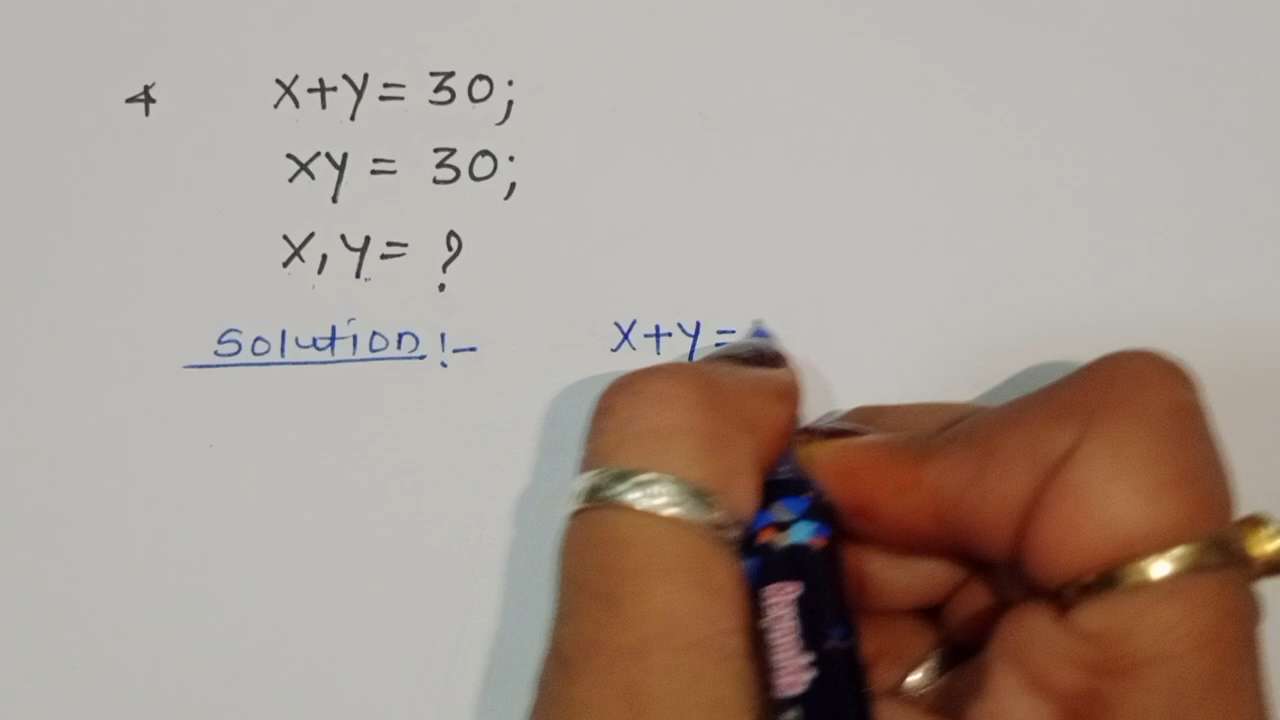 4 x+y= 30;
xy = 30;
x,y= ?
Solution!- x+y=